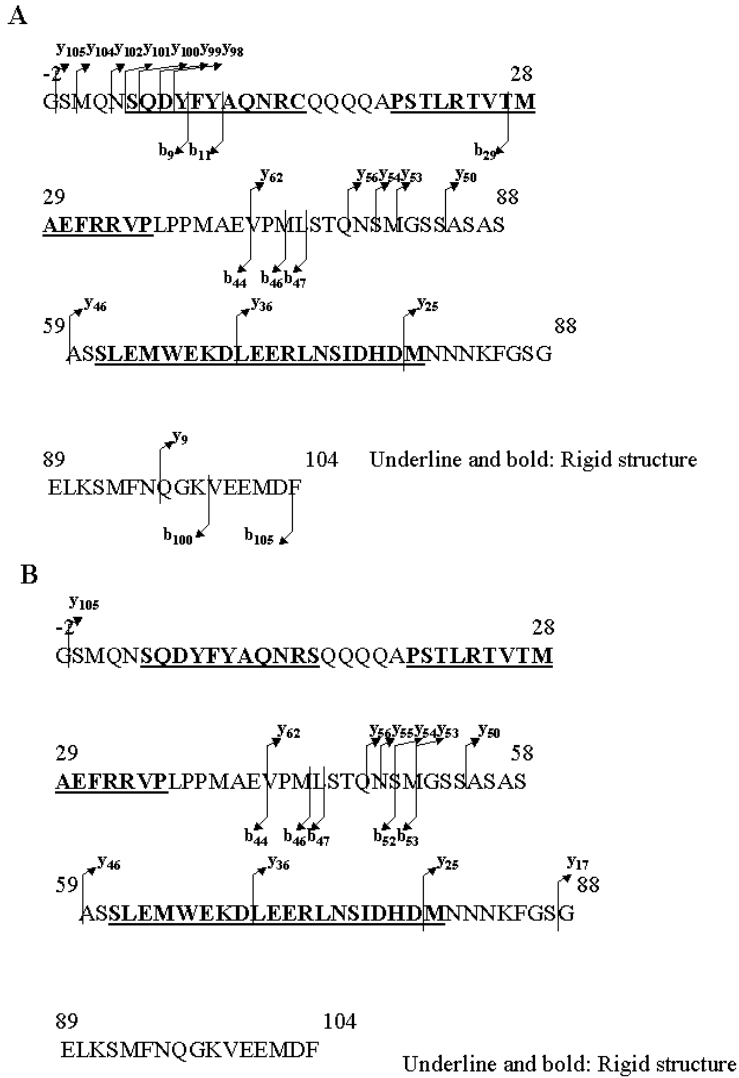 A
y105 y104 y102 y101 y100 y99 y98
-2 28
GSMQNSQDYFYAQNRCQQQQAPSTLRTVTM
b9 b11 b29
y62 y56 y54 y53 y50
29 88
AEFRRVPLPPMAEVPMLSTQNSMGSSASAS
b44 b46 b47
y46 y36 y25
59 88
ASSLEMWEKDLEERLNSIDHDMNNNKFGSG
y9
89 104 Underline and bold: Rigid structure
ELKSMFNQGKVEEMDF
b100 b105
B
y105
-2 28
GSMQNSQDYFYAQNRSQQQQAPSTLRTVTM
y62 y56 y55 y54 y53 y50
29 58
AEFRRVPLPPMAEVPMLSTQNSMGSSASAS
b44 b46 b47 b52 b53
y46 y36 y25 y17
59 88
ASSLEMWEKDLEERLNSIDHDMNNNKFGSG
89 104
ELKSMFNQGKVEEMDF
Underline and bold: Rigid structure